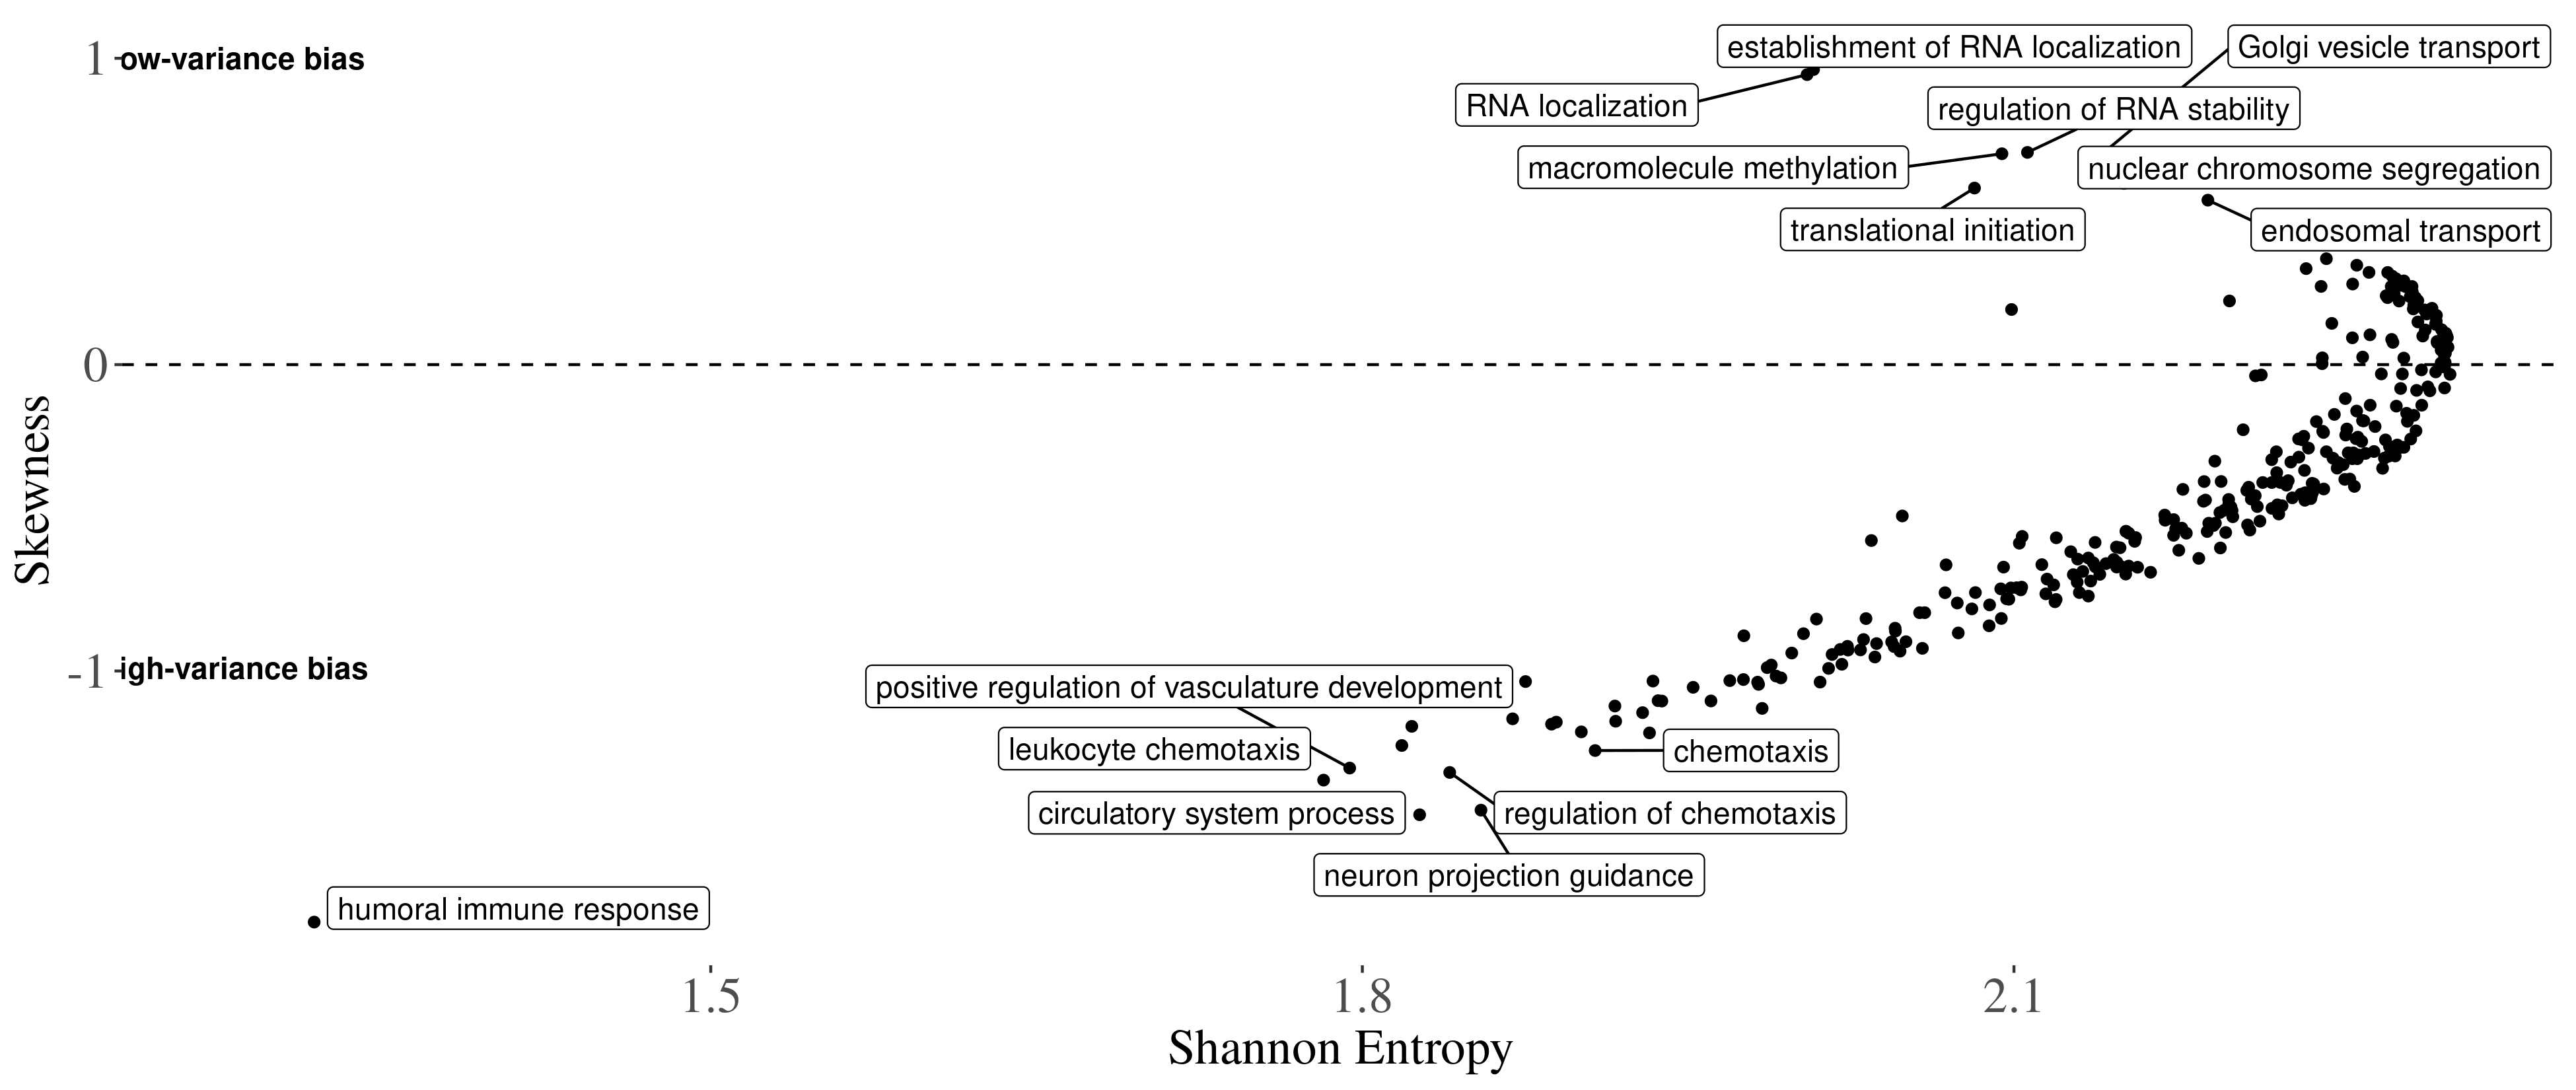 establishment of RNA localization
Golgi vesicle transport
1
ow-variance bias
RNA localization
regulation of RNA stability
macromolecule methylation
nuclear chromosome segregation
translational initiation
endosomal transport
0
Skewness
-1
igh-variance bias
positive regulation of vasculature development
leukocyte chemotaxis
chemotaxis
circulatory system process
regulation of chemotaxis
neuron projection guidance
humoral immune response
1.5
1.8
2.1
Shannon Entropy